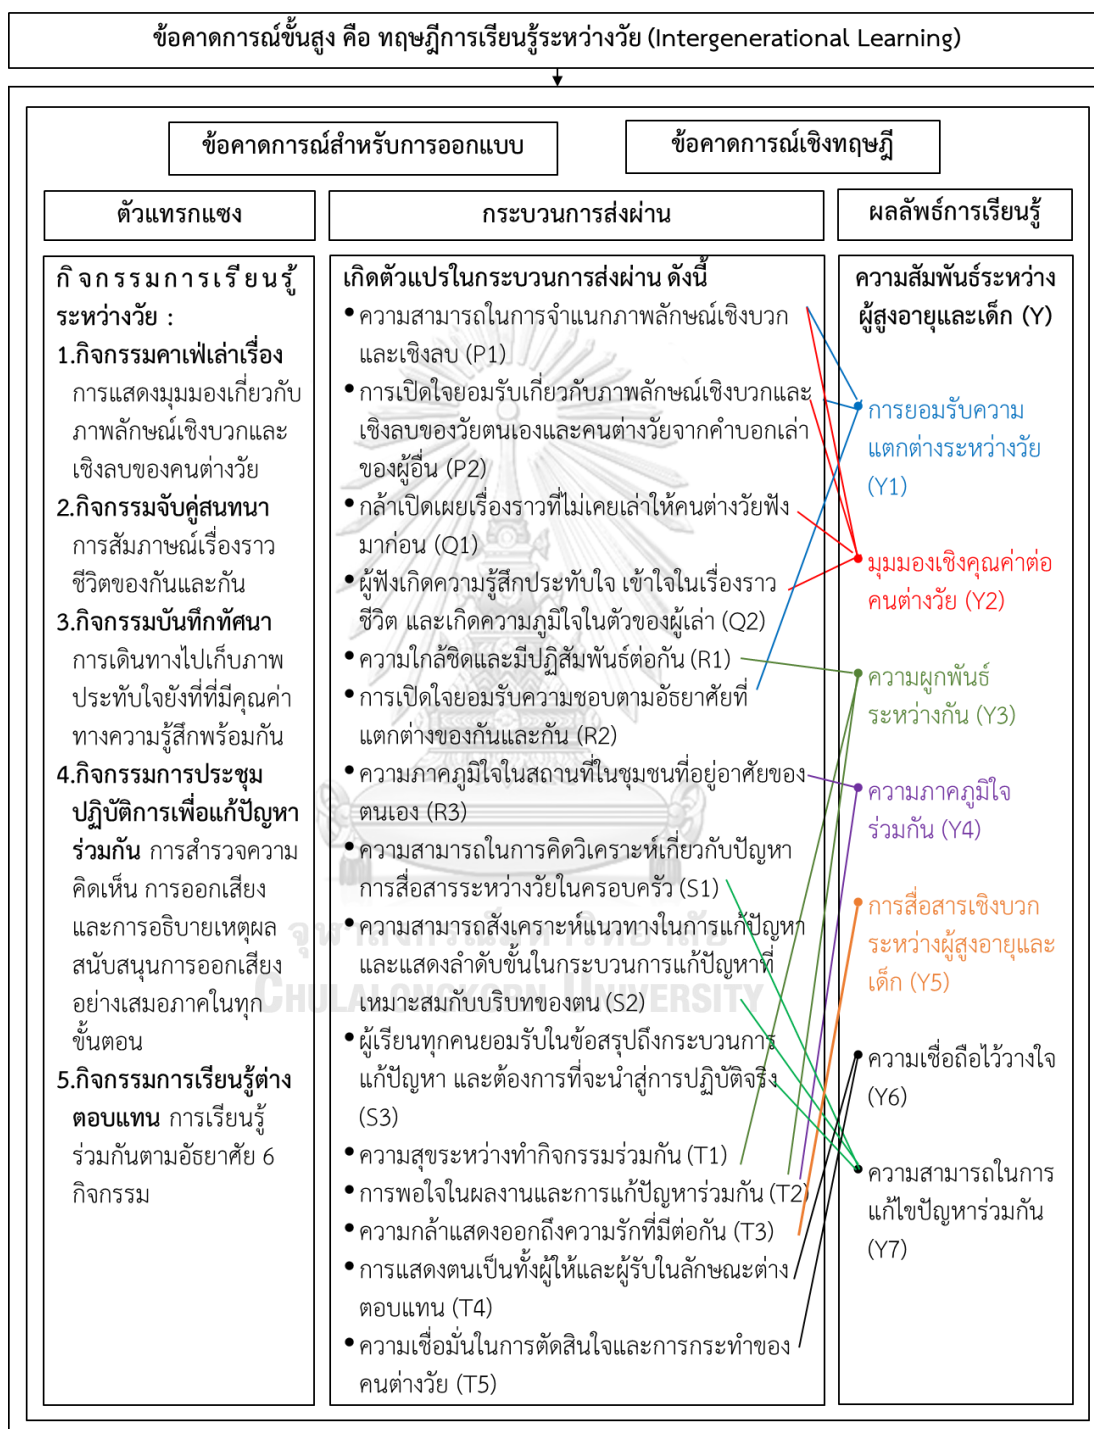 ข้อคาดการณ์ขั้นสูง คือ ทฤษฎีการเรียนรู้ระหว่างวัย (Intergenerational Learning)
ข้อคาดการณ์สำหรับการออกแบบ
ข้อคาดการณ์เชิงทฤษฎี
ตัวแทรกแซง
กระบวนการส่งผ่าน
ผลลัพธ์การเรียนรู้
กิจกรรมการเรียนรู้
ระหว่างวัย :
1.กิจกรรมคาเฟ่เล่าเรื่อง
การแสดงมุมมองเกี่ยวกับ
ภาพลักษณ์เชิงบวกและ
เชิงลบของคนต่างวัย
2.กิจกรรมจับคู่สนทนา
การสัมภาษณ์เรื่องราว
ชีวิตของกันและกัน
3.กิจกรรมบันทึกทัศนา
การเดินทางไปเก็บภาพ
ประทับใจยังที่ที่มีคุณค่า
ทางความรู้สึกพร้อมกัน
4.กิจกรรมการประชุม
ปฏิบัติการเพื่อแก้ปัญหา
ร่วมกัน การสำรวจความ
คิดเห็น การออกเสียง
และการอธิบายเหตุผล
สนับสนุนการออกเสียง
อย่างเสมอภาคในทุก
ขั้นตอน
5.กิจกรรมการเรียนรู้ต่าง
ตอบแทน การเรียนรู้
ร่วมกันตามอัธยาศัย 6
กิจกรรม
เกิดตัวแปรในกระบวนการส่งผ่าน ดังนี้
• ความสามารถในการจำแนกภาพลักษณ์เชิงบวก
และเชิงลบ (P1)
• การเปิดใจยอมรับเกี่ยวกับภาพลักษณ์เชิงบวกและ
เชิงลบของวัยตนเองและคนต่างวัยจากคำบอกเล่า
ของผู้อื่น (P2)
• กล้าเปิดเผยเรื่องราวที่ไม่เคยเล่าให้คนต่างวัยฟัง
มาก่อน (Q1)
• ผู้ฟังเกิดความรู้สึกประทับใจ เข้าใจในเรื่องราว
ชีวิต และเกิดความภูมิใจในตัวของผู้เล่า (Q2)
• ความใกล้ชิดและมีปฏิสัมพันธ์ต่อกัน (R1)
• การเปิดใจยอมรับความชอบตามอัธยาศัยที่
แตกต่างของกันและกัน (R2)
• ความภาคภูมิใจในสถานที่ในชุมชนที่อยู่อาศัยของ
ตนเอง (R3)
• ความสามารถในการคิดวิเคราะห์เกี่ยวกับปัญหา
การสื่อสารระหว่างวัยในครอบครัว (S1)
• ความสามารถสังเคราะห์แนวทางในการแก้ปัญหา
และแสดงลำดับขั้นในกระบวนการแก้ปัญหาที่
เหมาะสมกับบริบทของตน (S2)
• ผู้เรียนทุกคนยอมรับในข้อสรุปถึงกระบวนการ
แก้ปัญหา และต้องการที่จะนำสู่การปฏิบัติจริง
(S3)
• ความสุขระหว่างทำกิจกรรมร่วมกัน (T1)
• การพอใจในผลงานและการแก้ปัญหาร่วมกัน (T2)
• ความกล้าแสดงออกถึงความรักที่มีต่อกัน (T3)
• การแสดงตนเป็นทั้งผู้ให้และผู้รับในลักษณะต่าง
ตอบแทน (T4)
• ความเชื่อมั่นในการตัดสินใจและการกระทำของ
คนต่างวัย (T5)
ความสัมพันธ์ระหว่าง
ผู้สูงอายุและเด็ก (Y)
การยอมรับความ
แตกต่างระหว่างวัย
(Y1)
มุมมองเชิงคุณค่าต่อ
คนต่างวัย (Y2)
ความผูกพันธ์
ระหว่างกัน (Y3)
ความภาคภูมิใจ
ร่วมกัน (Y4)
การสื่อสารเชิงบวก
ระหว่างผู้สูงอายุและ
เด็ก (Y5)
ความเชื่อถือไว้วางใจ
(Y6)
ความสามารถในการ
แก้ไขปัญหาร่วมกัน
(Y7)
จุฬาลงกรณ์มหาวิทยาลัย
CHULALONGKORN UNIVERSITY